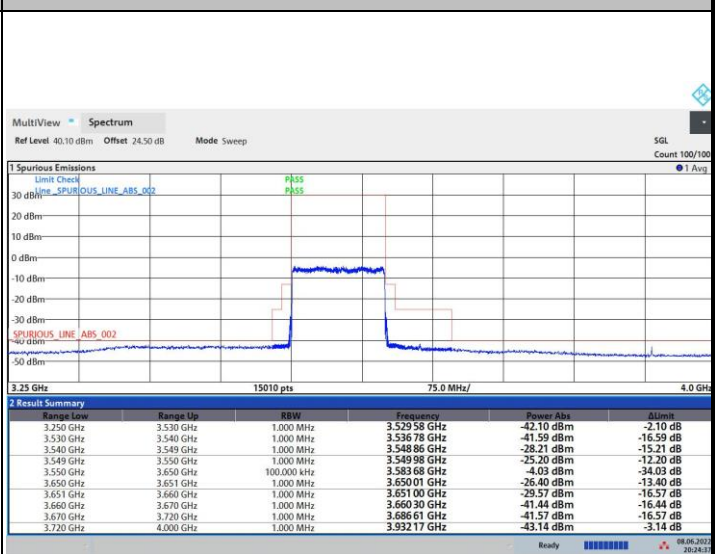 MultiView Spectrum
Ref Level 40.10 dBm Offset 24.50 dB Mode Sweep SGL
Count 100/100
1 Spurious Emissions 1 Avg
Limit Check PASS
Line _SPURIOUS_LINE_ABS_002 PASS
30 dBm
20 dBm
10 dBm
0 dBm
-10 dBm
-20 dBm
-30 dBm
SPURIOUS_LINE_ABS_002
-40 dBm
-50 dBm
3.25 GHz 15010 pts 75.0 MHz/ 4.0 GHz
2 Result Summary
Range Low Range Up RBW Frequency Power Abs ΔLimit
3.250 GHz 3.530 GHz 1.000 MHz 3.529 58 GHz -42.10 dBm -2.10 dB
3.530 GHz 3.540 GHz 1.000 MHz 3.536 78 GHz -41.59 dBm -16.59 dB
3.540 GHz 3.549 GHz 1.000 MHz 3.548 86 GHz -28.21 dBm -15.21 dB
3.549 GHz 3.550 GHz 1.000 MHz 3.549 98 GHz -25.20 dBm -12.20 dB
3.550 GHz 3.650 GHz 100.000 kHz 3.583 68 GHz -4.03 dBm -34.03 dB
3.650 GHz 3.651 GHz 1.000 MHz 3.650 01 GHz -26.40 dBm -13.40 dB
3.651 GHz 3.660 GHz 1.000 MHz 3.651 00 GHz -29.57 dBm -16.57 dB
3.660 GHz 3.670 GHz 1.000 MHz 3.660 30 GHz -41.44 dBm -16.44 dB
3.670 GHz 3.720 GHz 1.000 MHz 3.686 61 GHz -41.57 dBm -16.57 dB
3.720 GHz 4.000 GHz 1.000 MHz 3.932 17 GHz -43.14 dBm -3.14 dB
Ready 08.06.2022
20:24:37